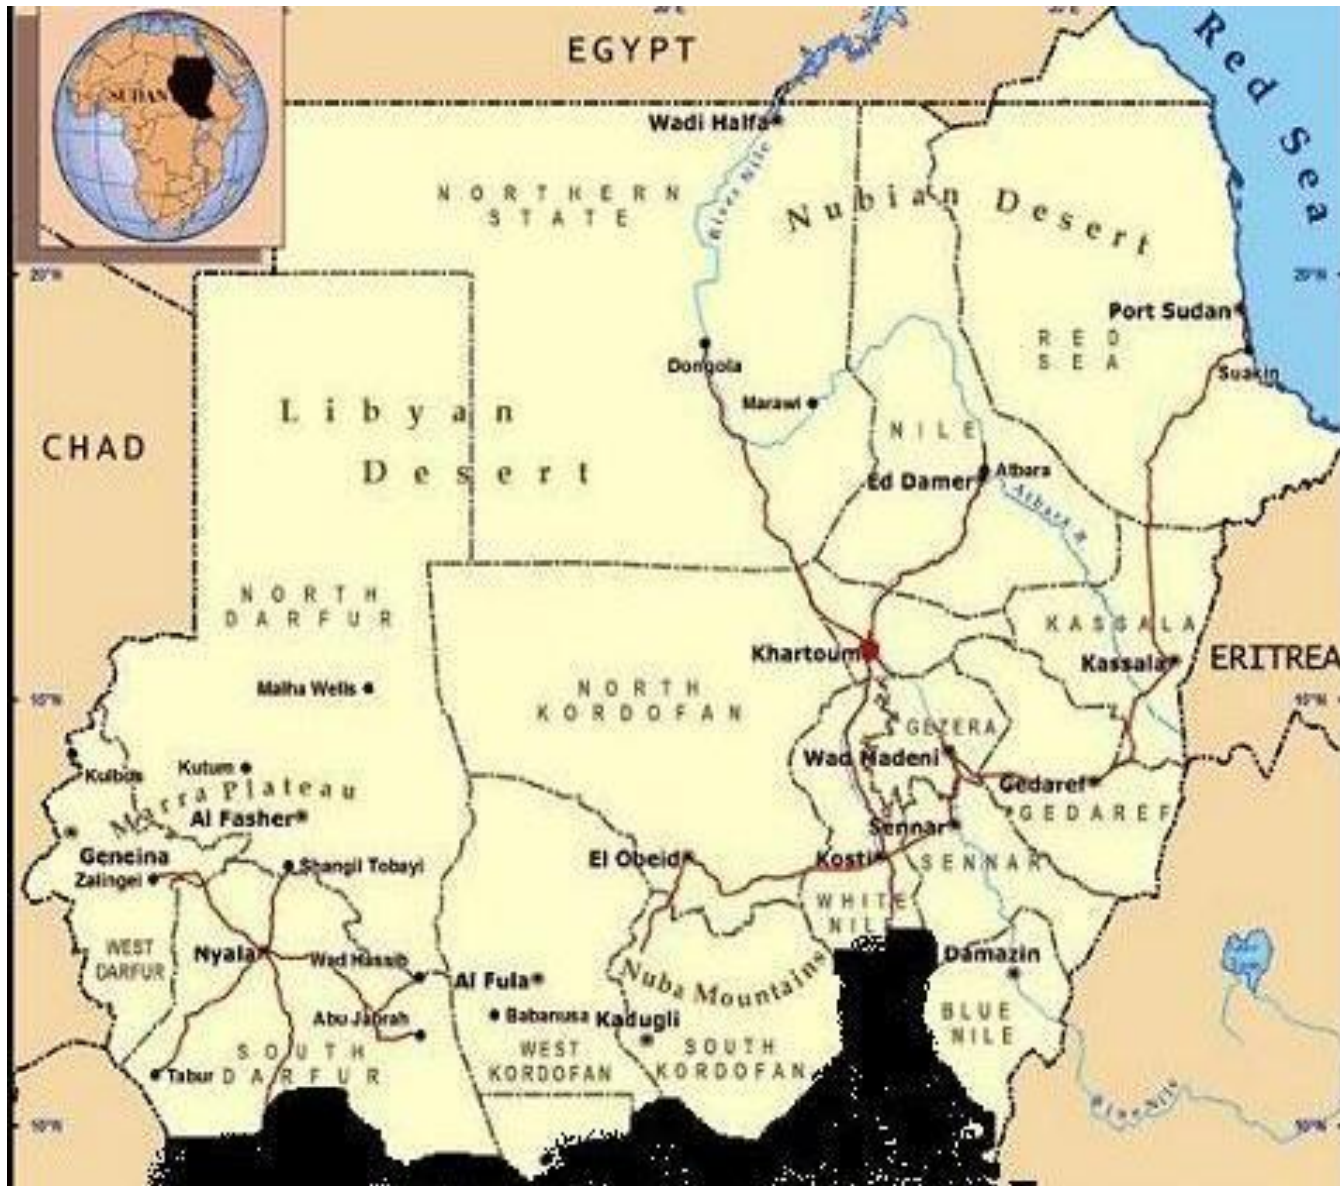 EGYPT
Red Sea
SUDAN
Wadi Halfa
River Nile
NORTHERN
STATE
Nubian Desert
20°N
20°N
Port Sudan
RED
SEA
Suakin
Dongola
Marawi
Libyan
Desert
CHAD
NILE
Ed Damer
Atbara
Atbara R
NORTH
DARFUR
KASSALA
Khartoum
Kassala
ERITREA
Malha Wells
NORTH
KORDOFAN
15°N
15°N
GEZERA
Wad Madeni
Kulbus
Kutum
Marra Plateau
Al Fasher
Gedaref
GEDAREF
Sennar
Geneina
Zalingei
Shangil Tobayi
El Obeid
Kosti
SENNAR
WHITE
NILE
WEST
DARFUR
Nyala
Wad Hassib
Al Fula
Nuba Mountains
Damazin
Abu Jabrah
Babanusa
Kadugli
BLUE
NILE
SOUTH
DARFUR
Tabur
WEST
KORDOFAN
SOUTH
KORDOFAN
Blue Nile
10°N
10°N